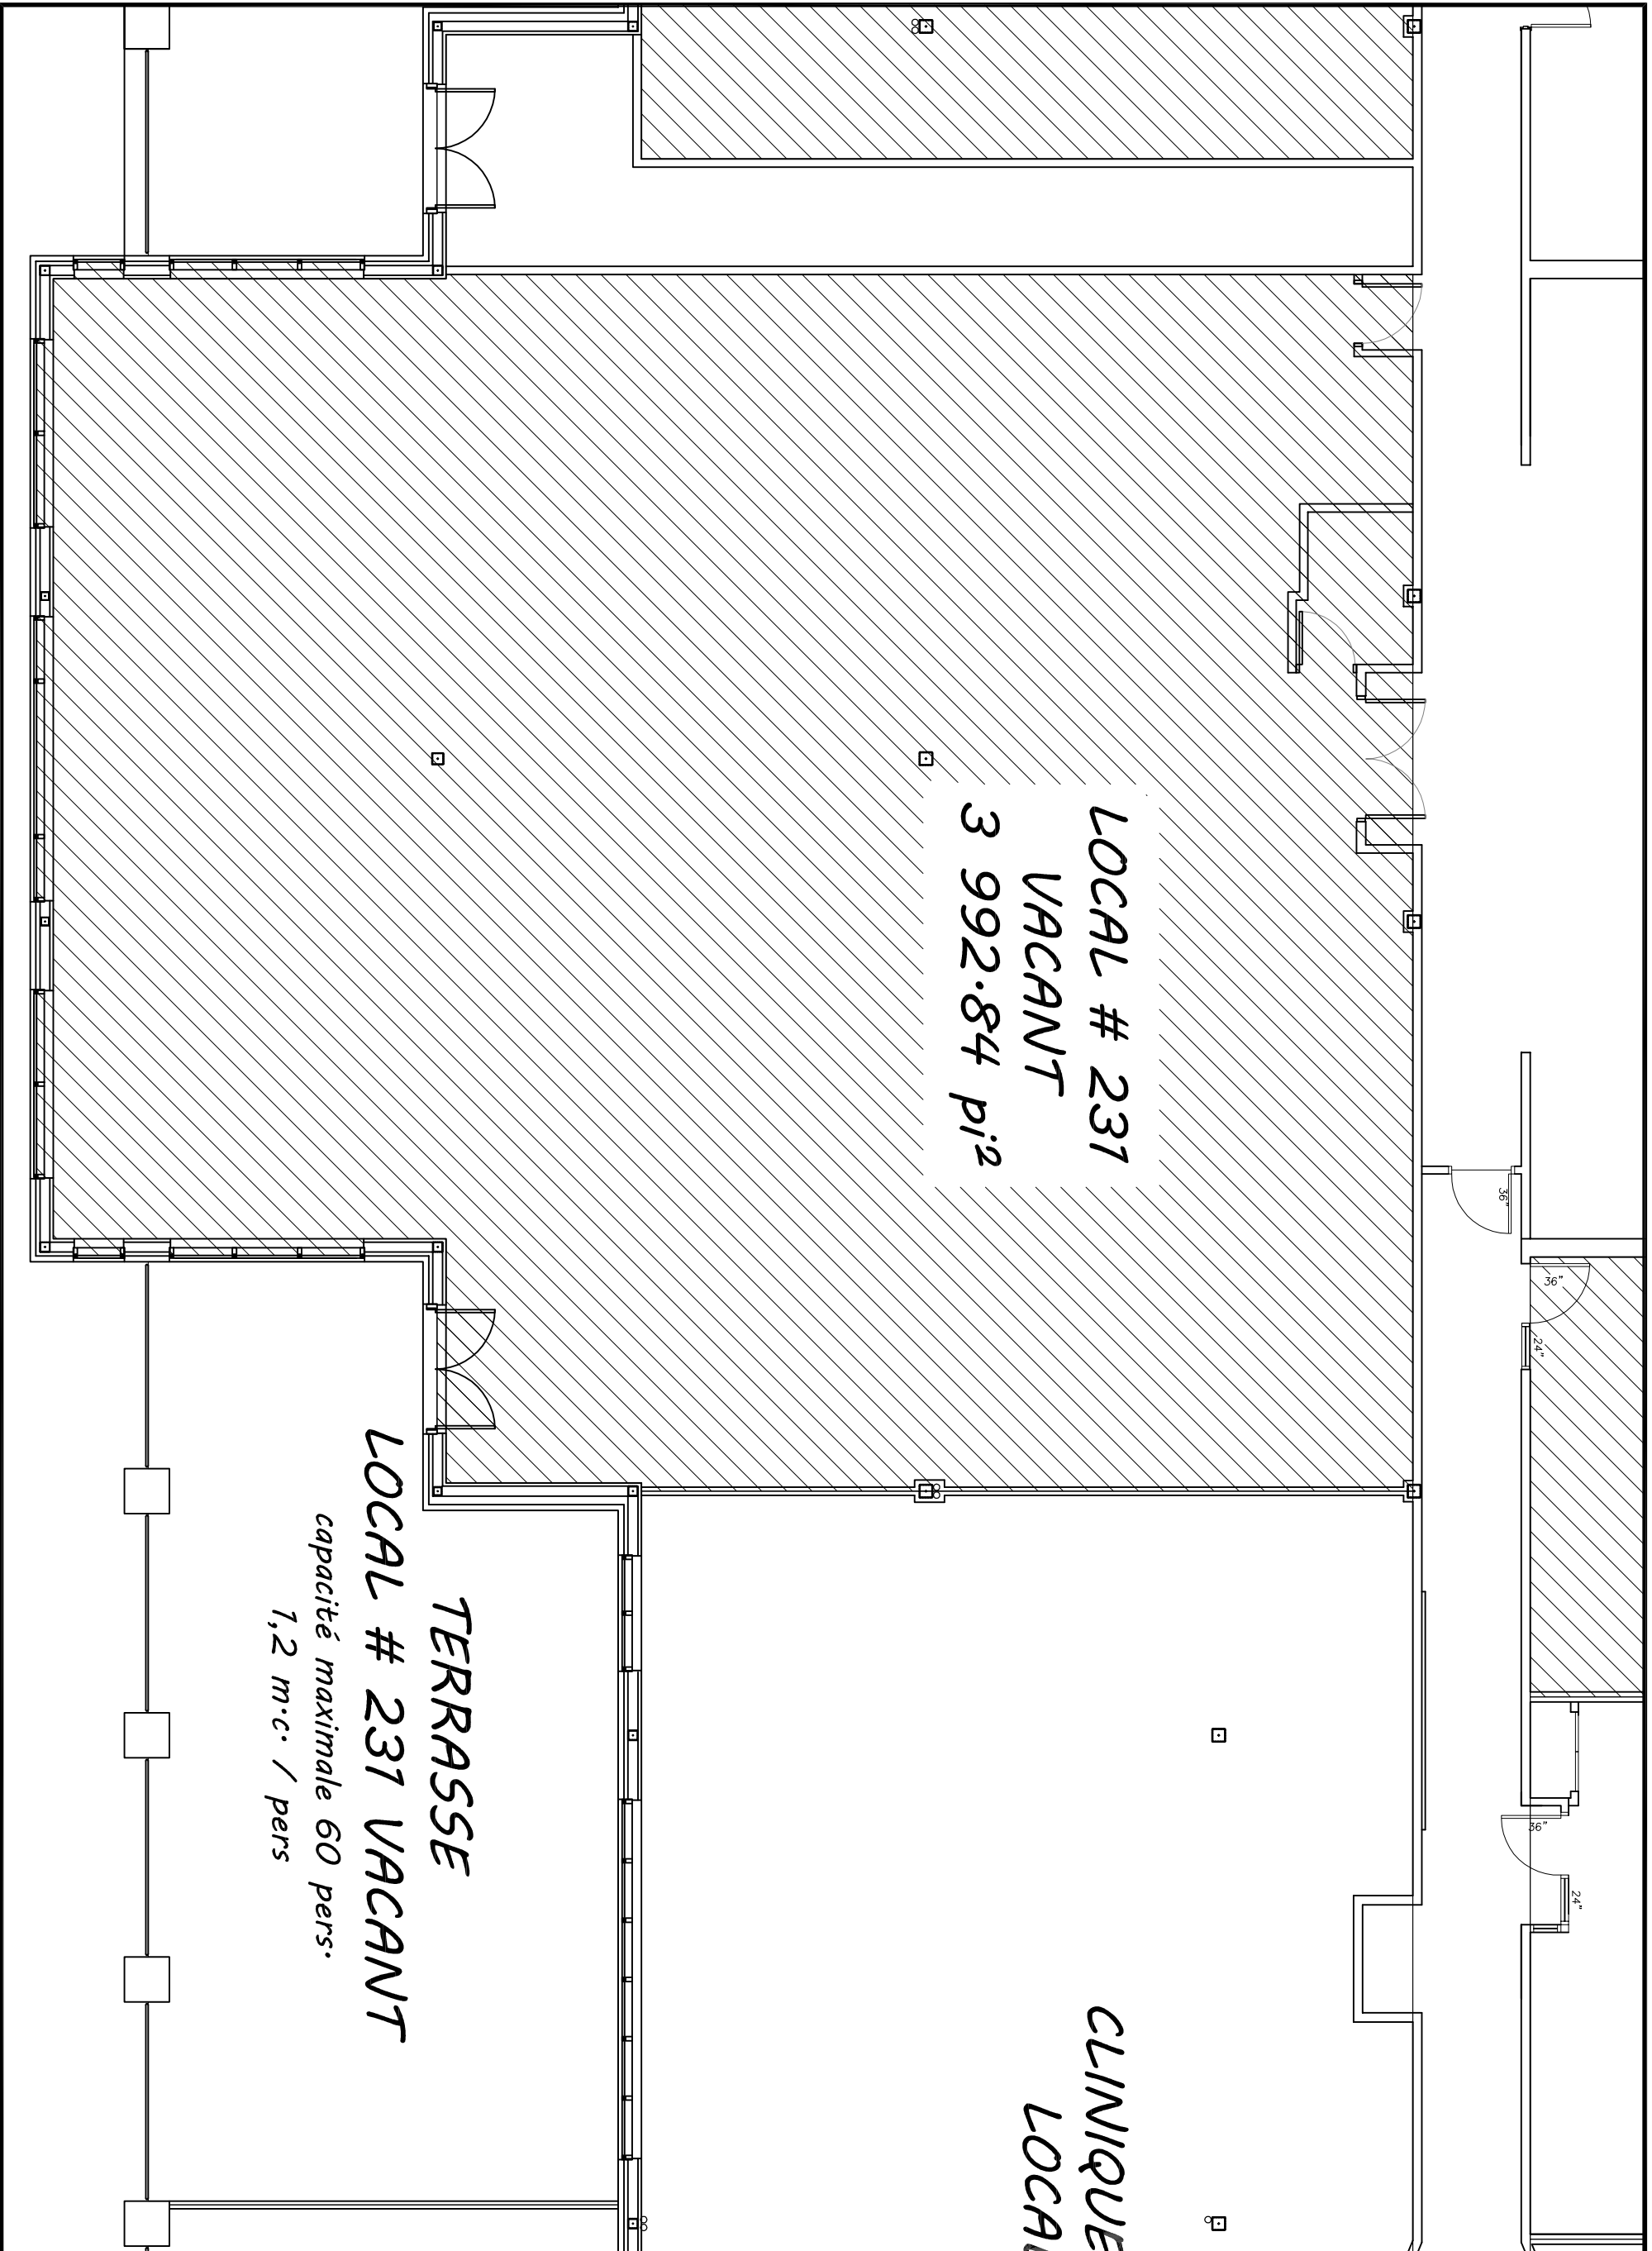 LOCAL # 231
VACANT
3 992.84 pi²
TERRASSE
LOCAL # 231 VACANT
capacité maximale 60 pers.
1,2 m.c. / pers
CLINIQUE
36"
36"
24"
36"
24"